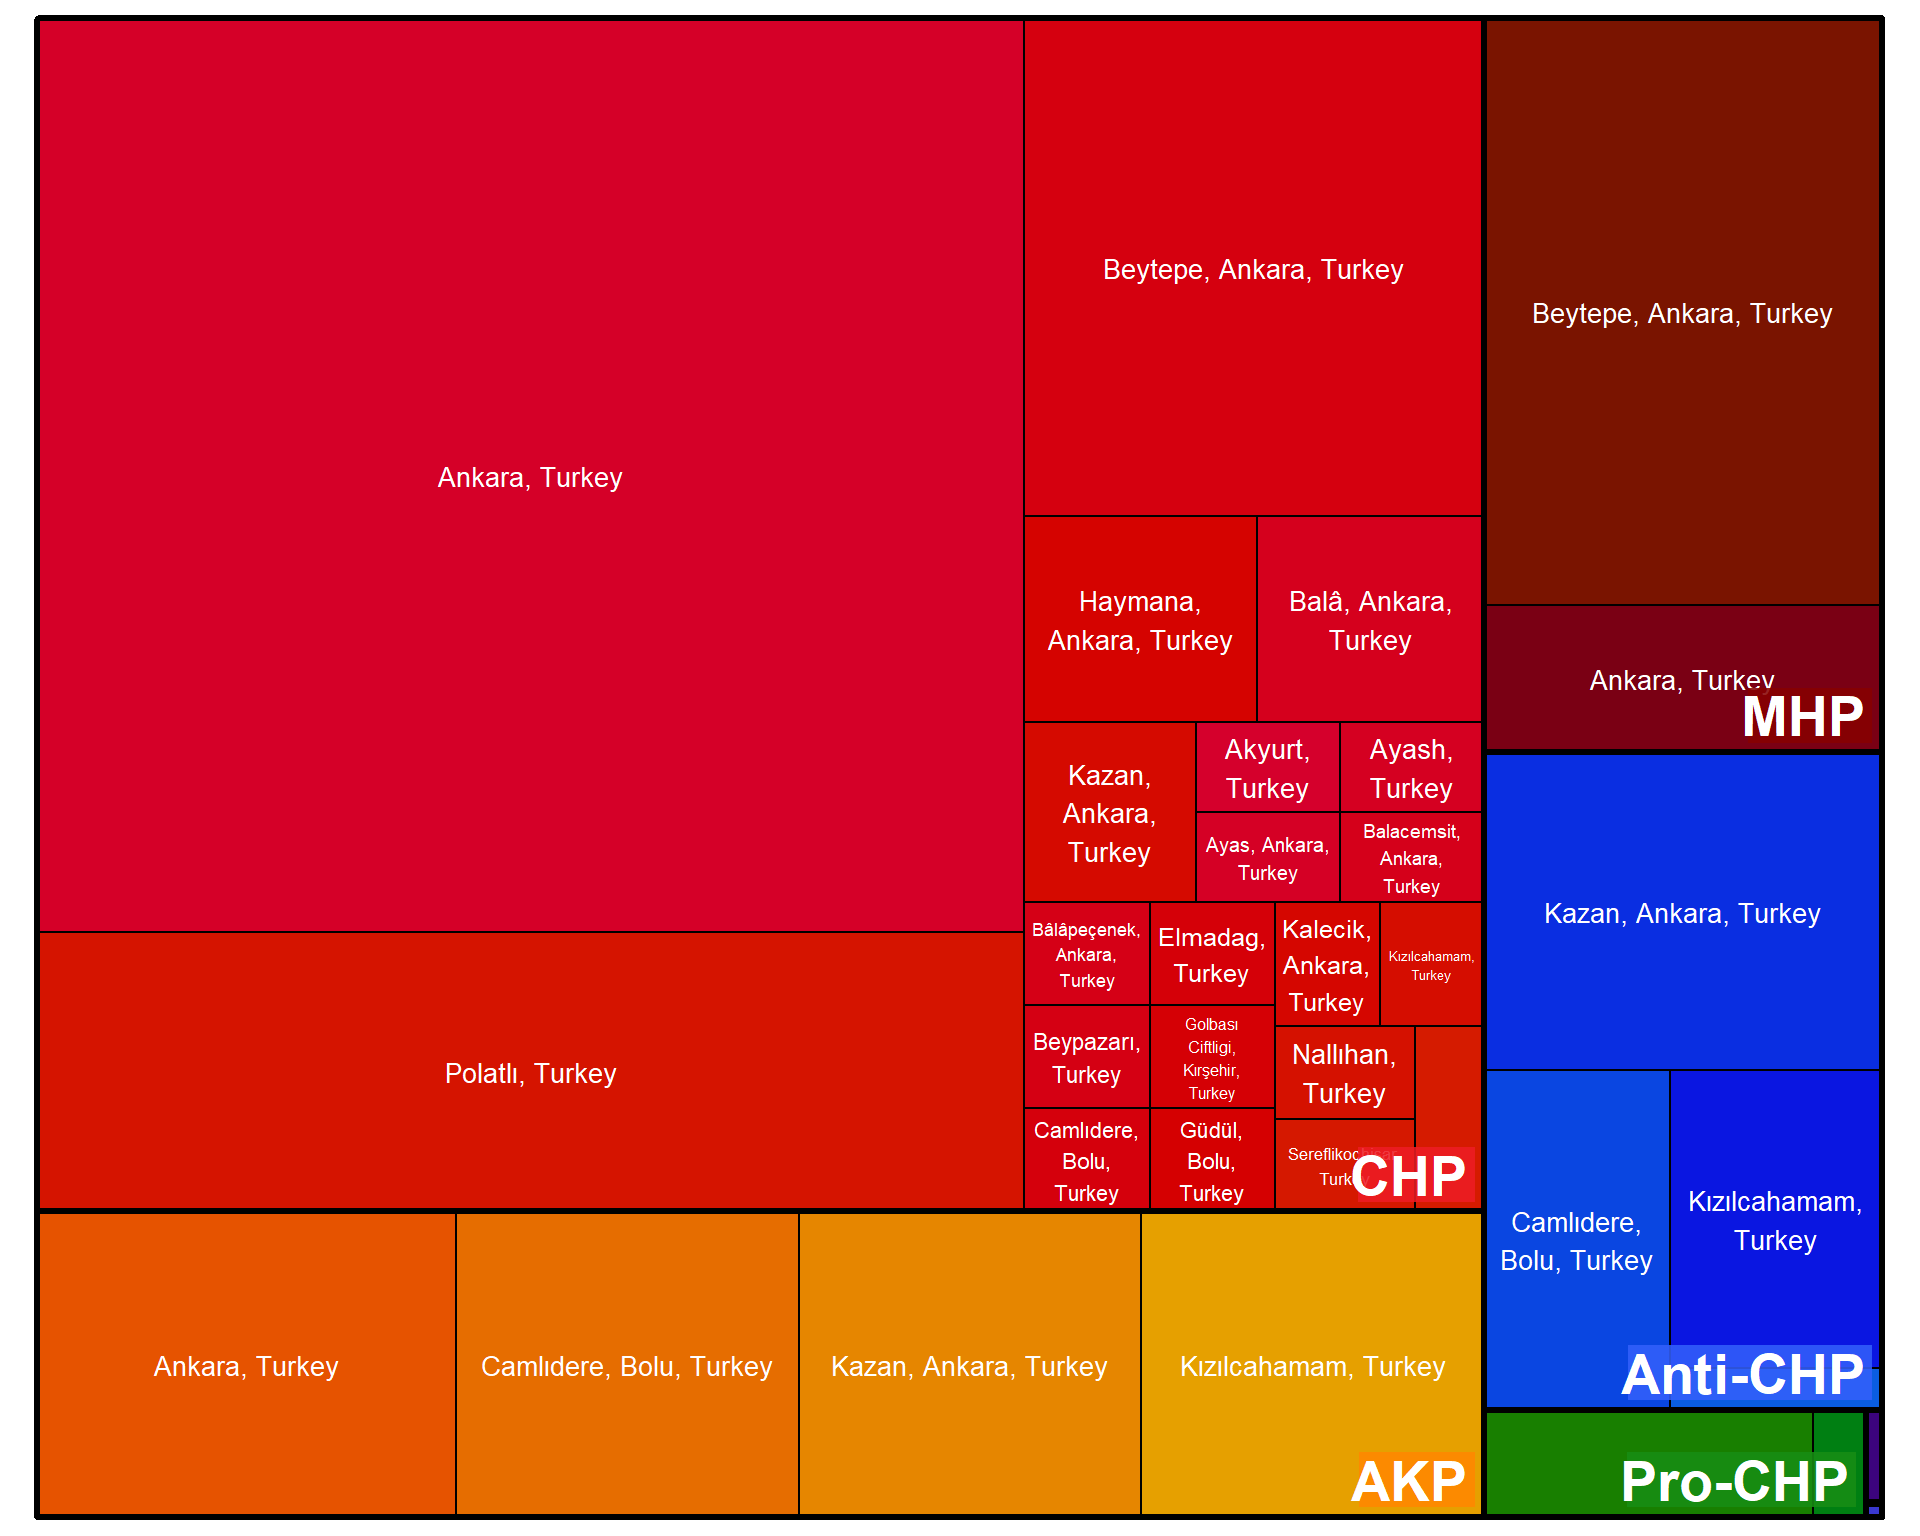 Ankara, Turkey
Polatlı, Turkey
Beytepe, Ankara, Turkey
Haymana,
Ankara, Turkey
Balâ, Ankara,
Turkey
Kazan,
Ankara,
Turkey
Akyurt,
Turkey
Ayash,
Turkey
Ayas, Ankara,
Turkey
Balacemsit,
Ankara,
Turkey
Bâlâpeçenek,
Ankara,
Turkey
Elmadag,
Turkey
Kalecik,
Ankara,
Turkey
Kızılcahamam,
Turkey
Beypazarı,
Turkey
Golbası
Ciftligi,
Kırşehir,
Turkey
Nallıhan,
Turkey
Camlıdere,
Bolu,
Turkey
Güdül,
Bolu,
Turkey
Sereflikochisar,
Turkey
CHP
Ankara, Turkey
Camlıdere, Bolu, Turkey
Kazan, Ankara, Turkey
Kızılcahamam, Turkey
AKP
Beytepe, Ankara, Turkey
Ankara, Turkey
MHP
Kazan, Ankara, Turkey
Camlıdere,
Bolu, Turkey
Kızılcahamam,
Turkey
Anti-CHP
Pro-CHP